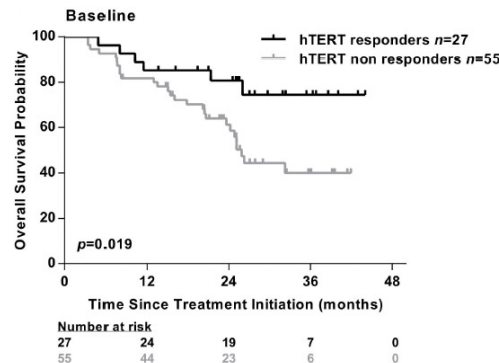 Baseline
hTERT responders n=27
hTERT non responders n=55
Overall Survival Probability
100
80
60
40
20
0
p=0.019
0 12 24 36 48
Time Since Treatment Initiation (months)
Number at risk
27 24 19 7 0
55 44 23 6 0